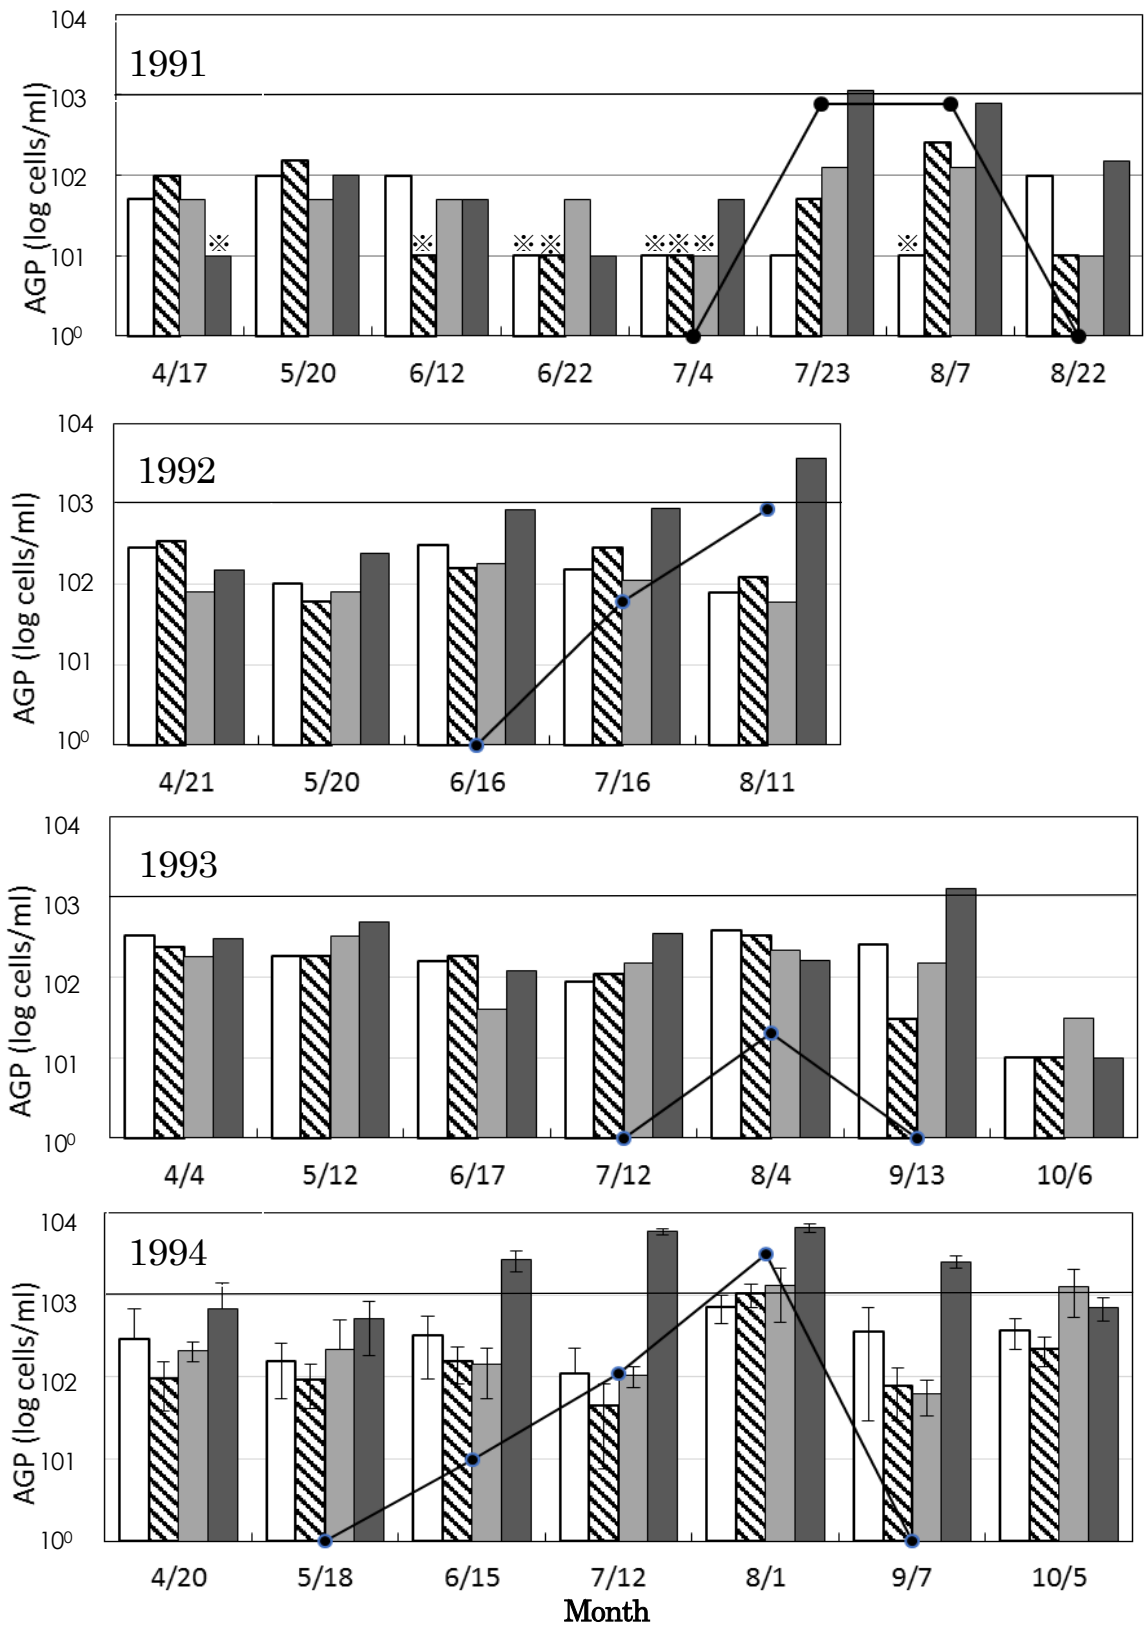 104
1991
103
102
101
10⁰
AGP (log cells/ml)
※ ※ ※ ※ ※ ※ ※ ※
4/17 5/20 6/12 6/22 7/4 7/23 8/7 8/22
104
1992
103
102
101
10⁰
AGP (log cells/ml)
4/21 5/20 6/16 7/16 8/11
104
1993
103
102
101
10⁰
AGP (log cells/ml)
4/4 5/12 6/17 7/12 8/4 9/13 10/6
104
1994
103
102
101
10⁰
AGP (log cells/ml)
4/20 5/18 6/15 7/12 8/1 9/7 10/5
Month